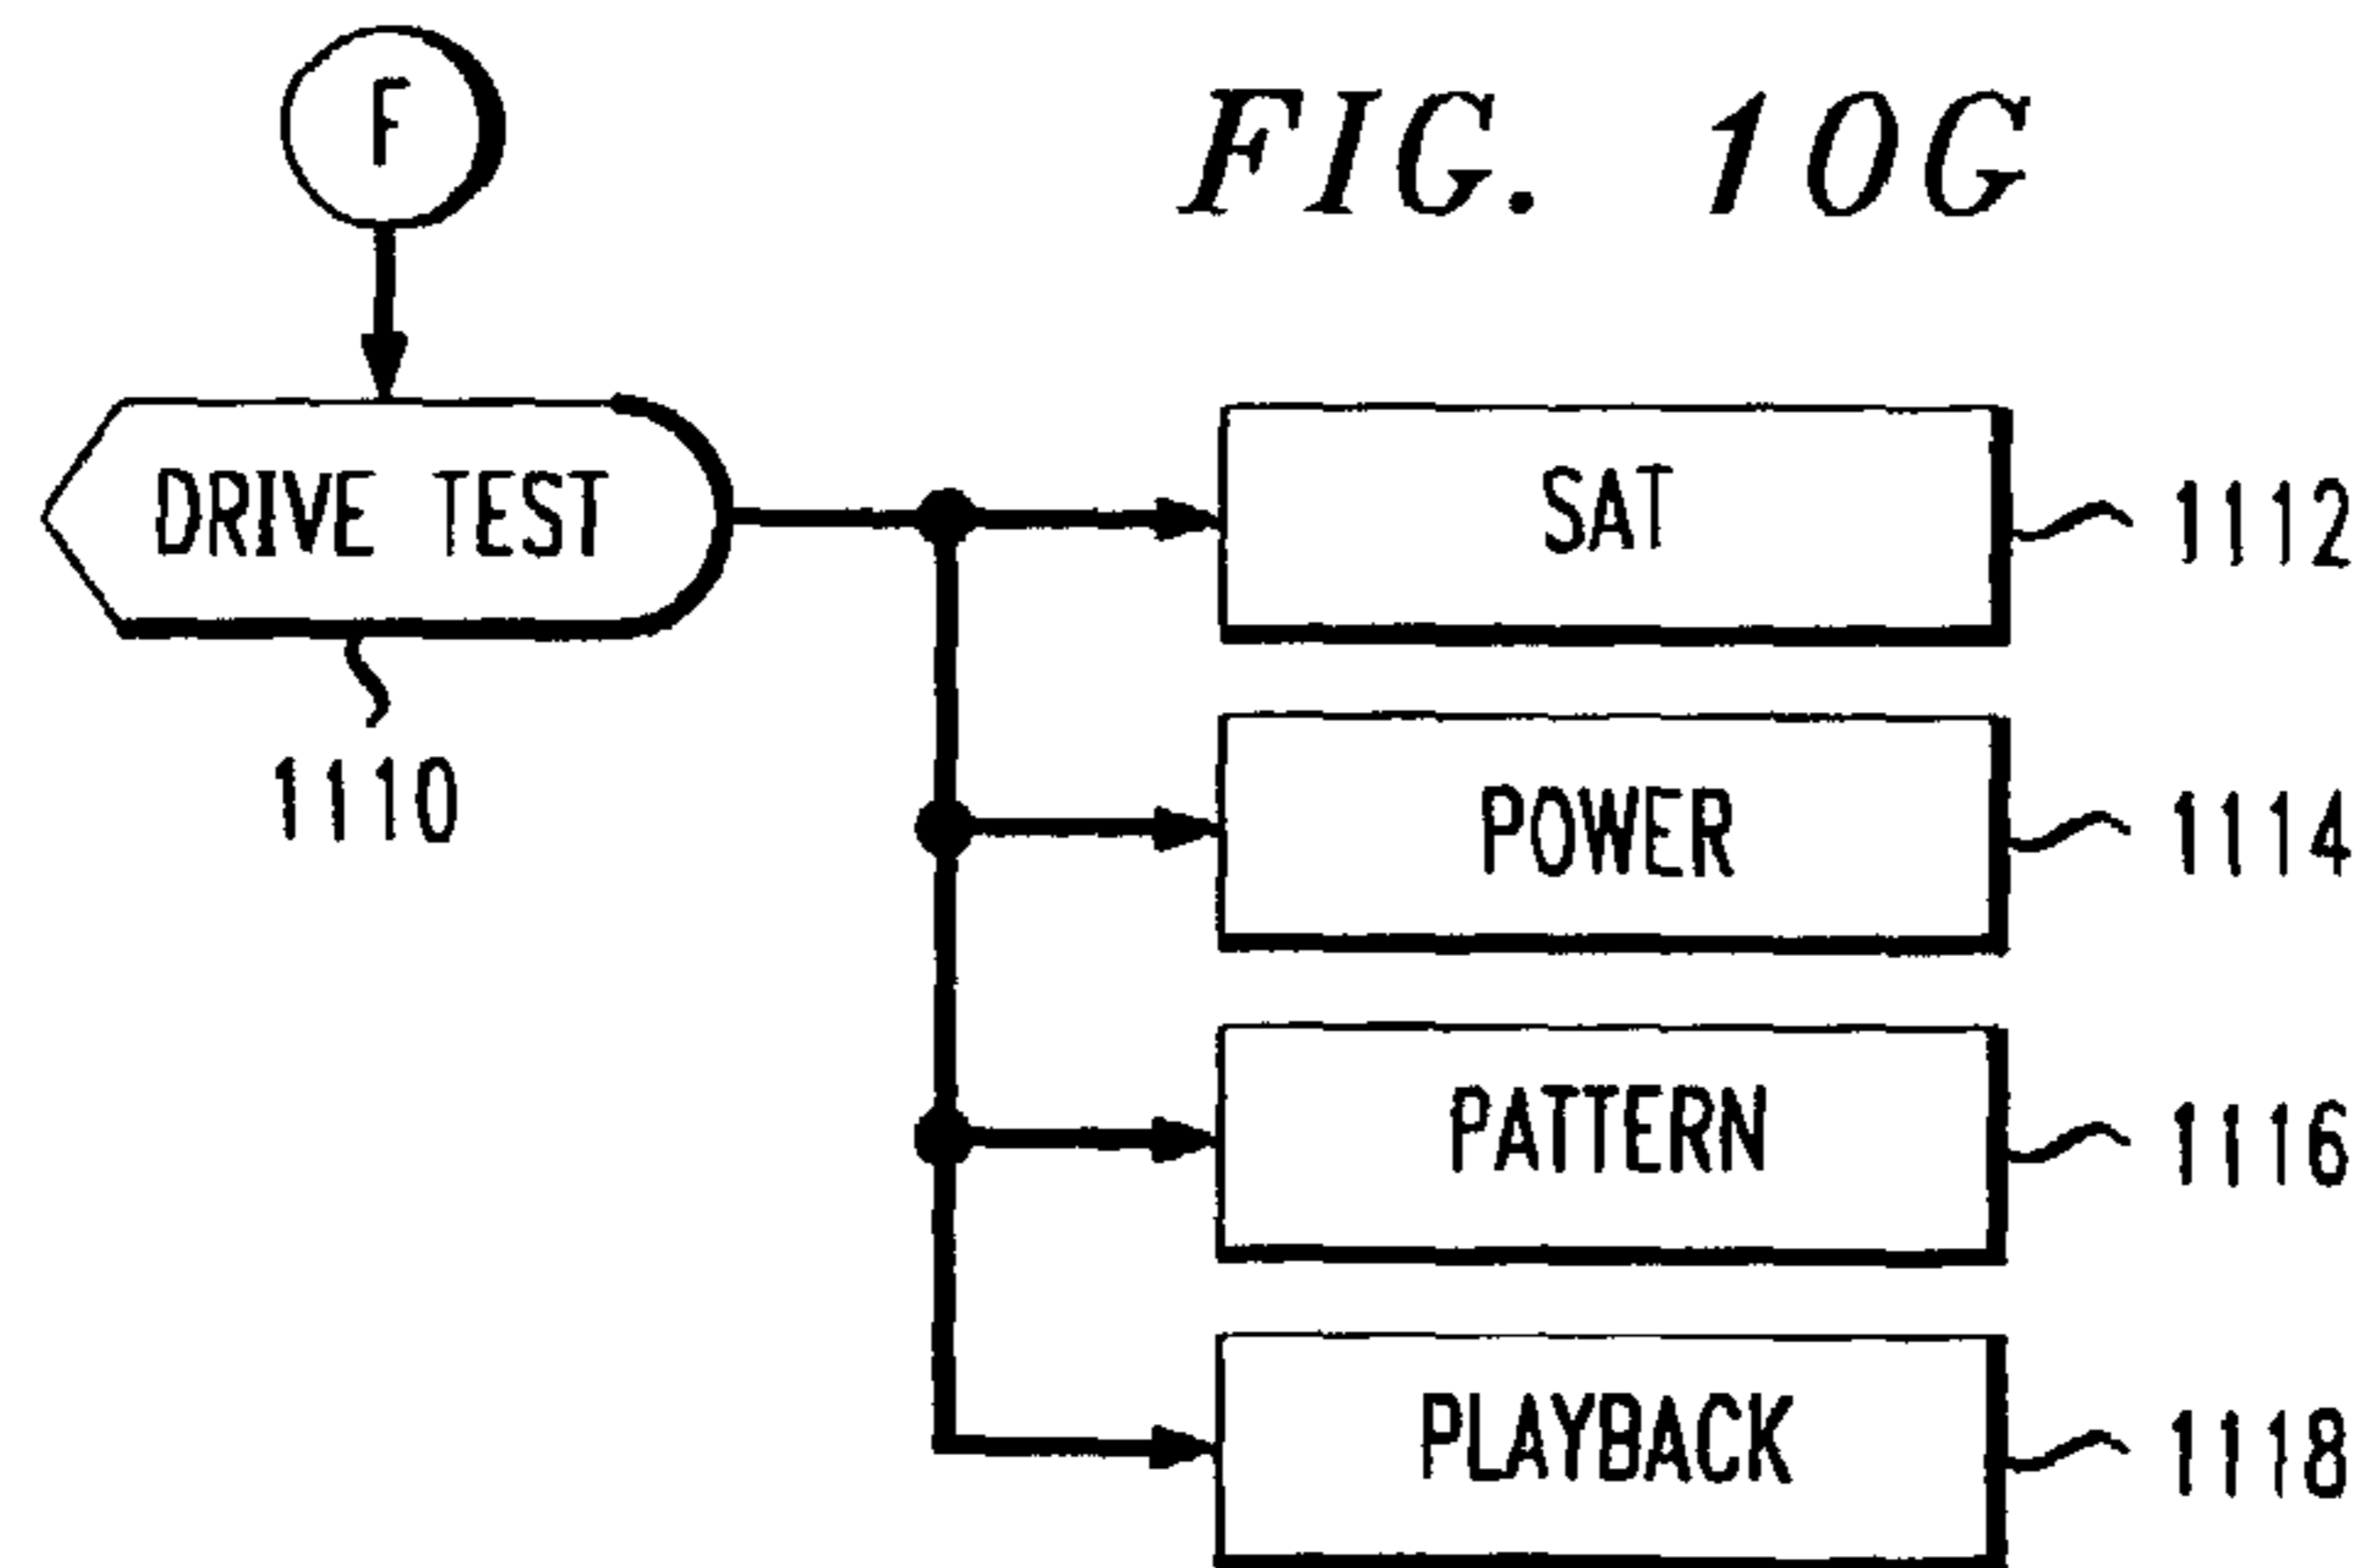 F
FIG. 10G
DRIVE TEST
1110
SAT
1112
POWER
1114
PATTERN
1116
PLAYBACK
1118